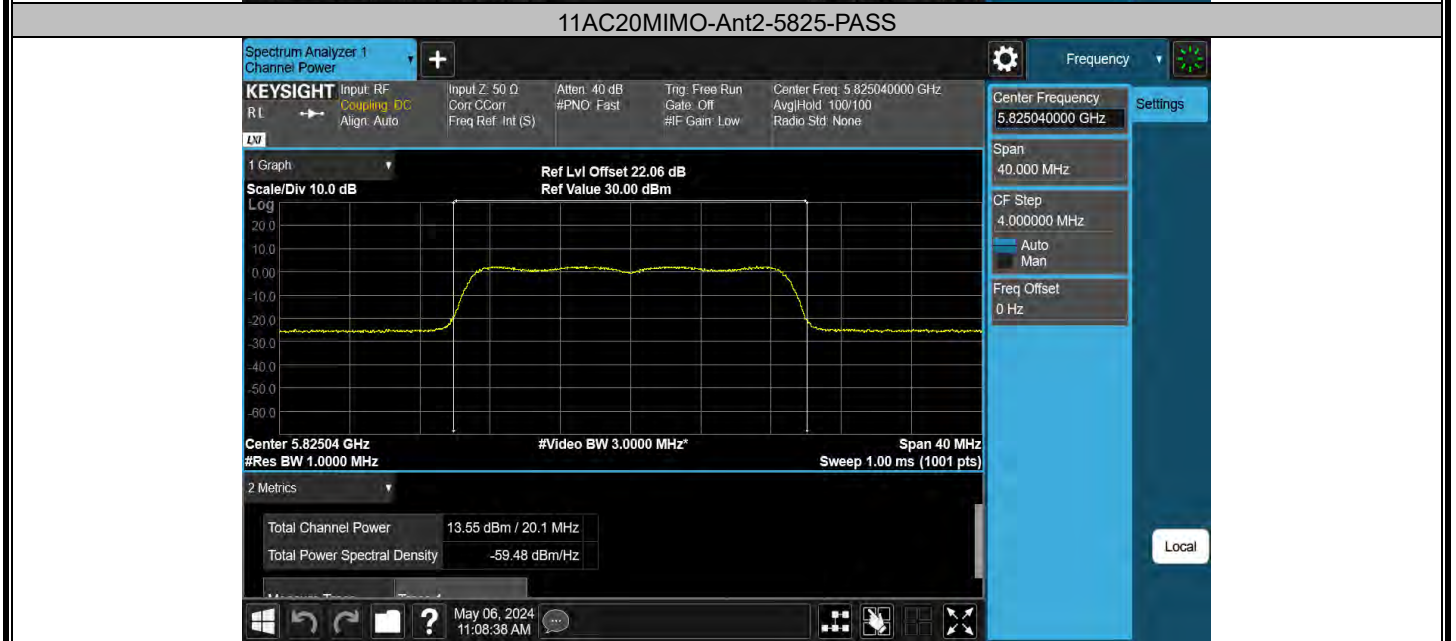 11AC20MIMO-Ant2-5825-PASS
Spectrum Analyzer 1
Channel Power
+
Frequency
KEYSIGHT
RL
LXI
Input: RF
Coupling: DC
Align: Auto
Input Z: 50 Ω
Corr CCorr
Freq Ref: Int (S)
Atten: 40 dB
#PNO: Fast
Trig: Free Run
Gate: Off
#IF Gain: Low
Center Freq: 5.825040000 GHz
Avg|Hold: 100/100
Radio Std: None
Center Frequency
5.825040000 GHz
Settings
Span
40.000 MHz
CF Step
4.000000 MHz
Auto
Man
Freq Offset
0 Hz
1 Graph
Ref Lvl Offset 22.06 dB
Scale/Div 10.0 dB
Ref Value 30.00 dBm
Log
20.0
10.0
0.00
-10.0
-20.0
-30.0
-40.0
-50.0
-60.0
Center 5.82504 GHz
#Video BW 3.0000 MHz*
Span 40 MHz
#Res BW 1.0000 MHz
Sweep 1.00 ms (1001 pts)
2 Metrics
Total Channel Power
13.55 dBm / 20.1 MHz
Total Power Spectral Density
-59.48 dBm/Hz
Local
?
May 06, 2024
11:08:38 AM